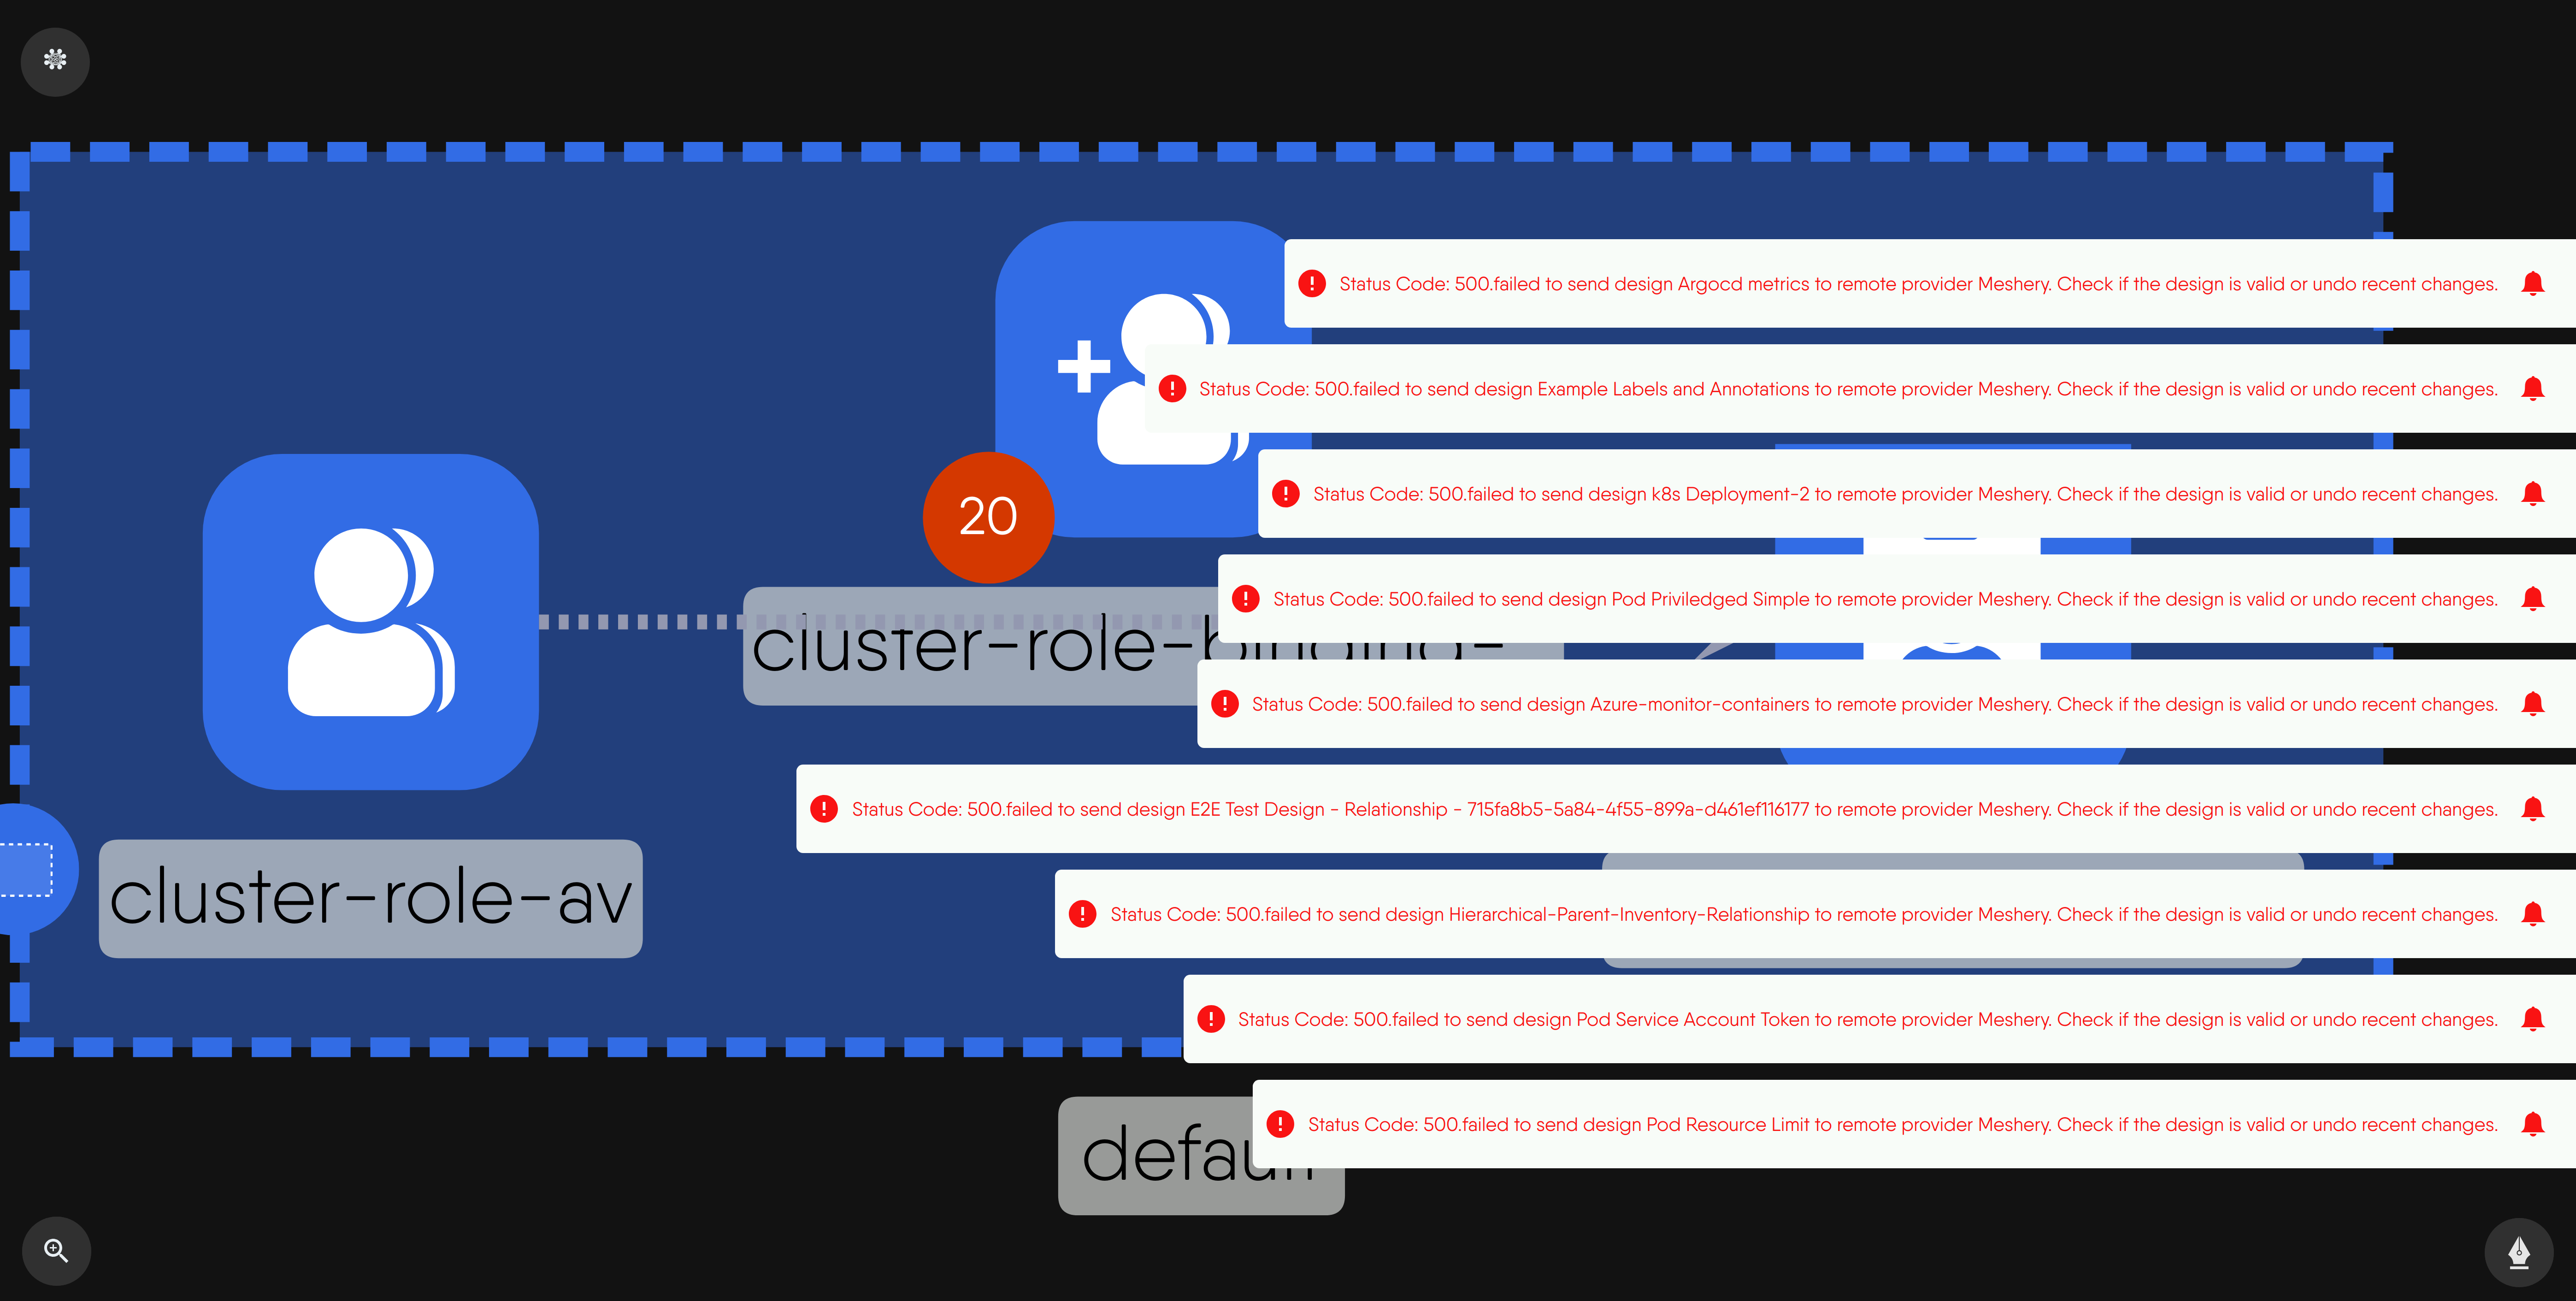 Status Code: 500.failed to send design Argocd metrics to remote provider Meshery. Check if the design is valid or undo recent changes.
Status Code: 500.failed to send design Example Labels and Annotations to remote provider Meshery. Check if the design is valid or undo recent changes.
Status Code: 500.failed to send design k8s Deployment-2 to remote provider Meshery. Check if the design is valid or undo recent changes.
20
Status Code: 500.failed to send design Pod Priviledged Simple to remote provider Meshery. Check if the design is valid or undo recent changes.
cluster-role-binding-
Status Code: 500.failed to send design Azure-monitor-containers to remote provider Meshery. Check if the design is valid or undo recent changes.
Status Code: 500.failed to send design E2E Test Design - Relationship - 715fa8b5-5a84-4f55-899a-d461ef116177 to remote provider Meshery. Check if the design is valid or undo recent changes.
cluster-role-av
Status Code: 500.failed to send design Hierarchical-Parent-Inventory-Relationship to remote provider Meshery. Check if the design is valid or undo recent changes.
Status Code: 500.failed to send design Pod Service Account Token to remote provider Meshery. Check if the design is valid or undo recent changes.
Status Code: 500.failed to send design Pod Resource Limit to remote provider Meshery. Check if the design is valid or undo recent changes.
default